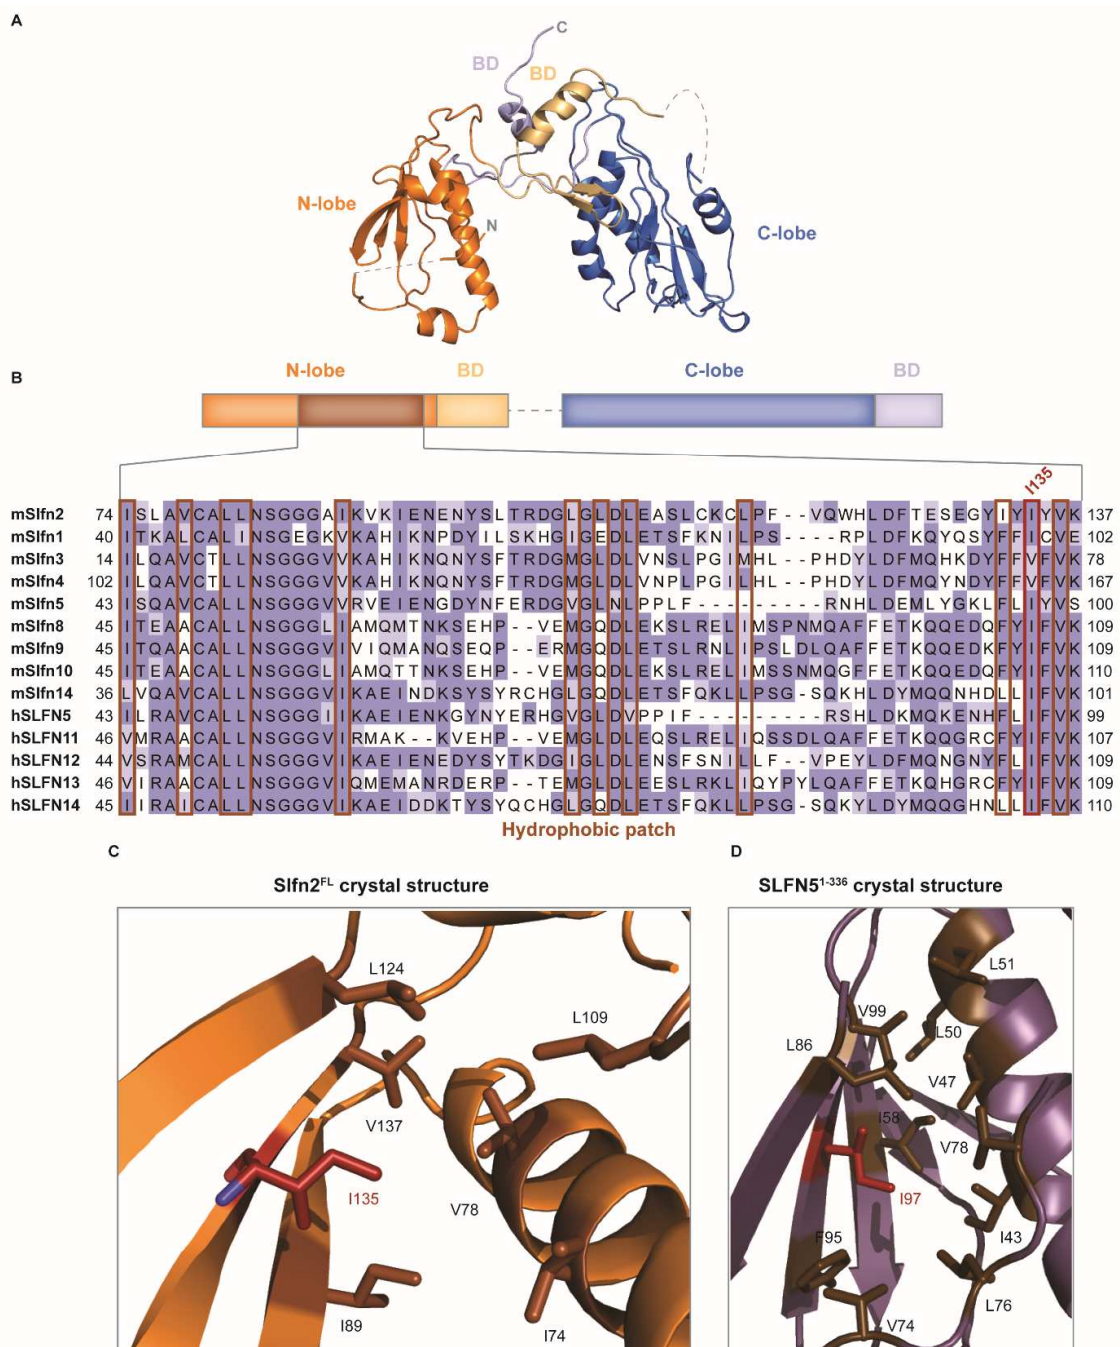 A
C
BD
BD
N-lobe
N
C-lobe
B
N-lobe BD C-lobe BD
I135
mSlfn2 74 ISLAVCALLNSGGGAIKVKIENENYSLTRDGLGLDLEASLCKCLPF--VQWHLDFTESEGYIYIYVK 137
mSlfn1 40 ITKALCALINSGEGKVKAHIKNPDYILSKHGIGEDLETSFKNILPS----RPLDFKQYQSYFFICVE 102
mSlfn3 14 ILQAVCTLLNSGGGVVKAHIKNQNYSFTRDGMGLDLVNSLPGIMHL--PHDYLDFMQHKDYFFVFVK 78
mSlfn4 102 ILQAVCTLLNSGGGVVKAHIKNQNYSFTRDGMGLDLVNPLPGILHL--PHDYLDFMQYNDYFFVFVK 167
mSlfn5 43 ISQAVCALLNSGGGVVRVEIENGDYNFERDGVGLNLPPLF---------RNHLDEMLYGKLFLIYVS 100
mSlfn8 45 ITEAACALLNSGGGLIAMQMTNKSEHP--VEMGQDLEKSLRELIMSPNMQAFFETKQQEDQFYIFVK 109
mSlfn9 45 ITQAACALLNSGGGVIVIQMANQSEQP--ERMGQDLETSLRNLIPSLDLQAFFETKQQEDQFYIFVK 109
mSlfn10 45 ITEAACALLNSGGGLIAMQTTNKSEHP--VEMGQDLEKSLRELIMSSNMQGFFETKQQEDQFYIFVK 110
mSlfn14 36 LVQAVCALLNSGGGVIKAEINDKSYSYRCHGLGQDLETSFQKLLPSG-SQKHLDYMQQNHDLLIFVK 101
hSLFN5 43 ILRAVCALLNSGGGIIKAEIENKGYNYERHGVGLDVPPIF---------RSHLDKMQKENHFLIFVK 99
hSLFN11 46 VMRAACALLNSGGGVIRMAK--KVEHP--VEMGLDLEQSLRELIQSSDLQAFFETKQQGRCFYIFVK 107
hSLFN12 44 VSRAMCALLNSGGGVIKAEIENEDYSYTKDGIGLDLENSFSNILLF--VPEYLDFMQNGNYFLIFVK 109
hSLFN13 46 VIRAACALLNSGGGVIQMEMANRDERP--TEMGLDLEESLRKLIQYPYLQAFFETKQHGRCFYIFVK 109
hSLFN14 45 IIRAICALLNSGGGVIKAEIDDKTYSYQCHGLGQDLETSFQKLLPSG-SQKYLDYMQQGHNLLIFVK 110
Hydrophobic patch
C
D
Slfn2FL crystal structure
SLFN51-336 crystal structure
L124
L109
V137
I135
V78
I89
I74
L51
V99
L50
L86
V47
I58
V78
I97
I43
F95
L76
V74